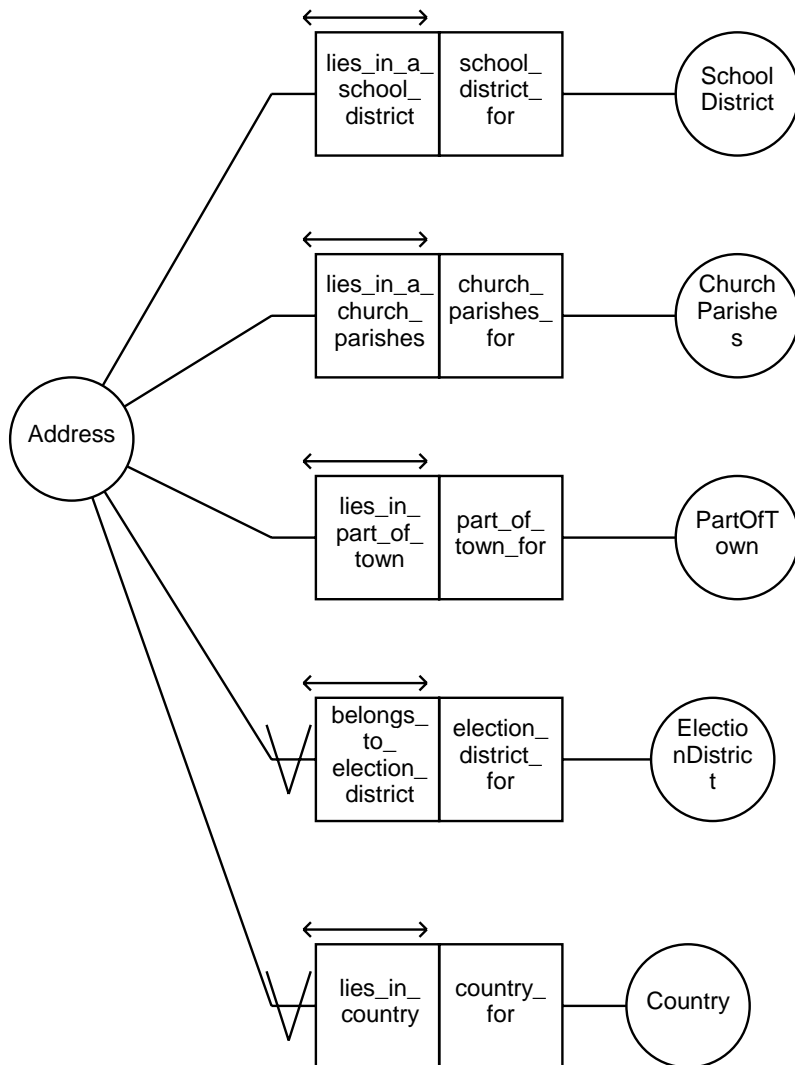 lies_in_a_
school_
district
school_
district_
for
School
District
lies_in_a_
church_
parishes
church_
parishes_
for
Church
Parishe
s
Address
lies_in_
part_of_
town
part_of_
town_for
PartOfT
own
belongs_
to_
election_
district
election_
district_
for
Electio
nDistric
t
lies_in_
country
country_
for
Country